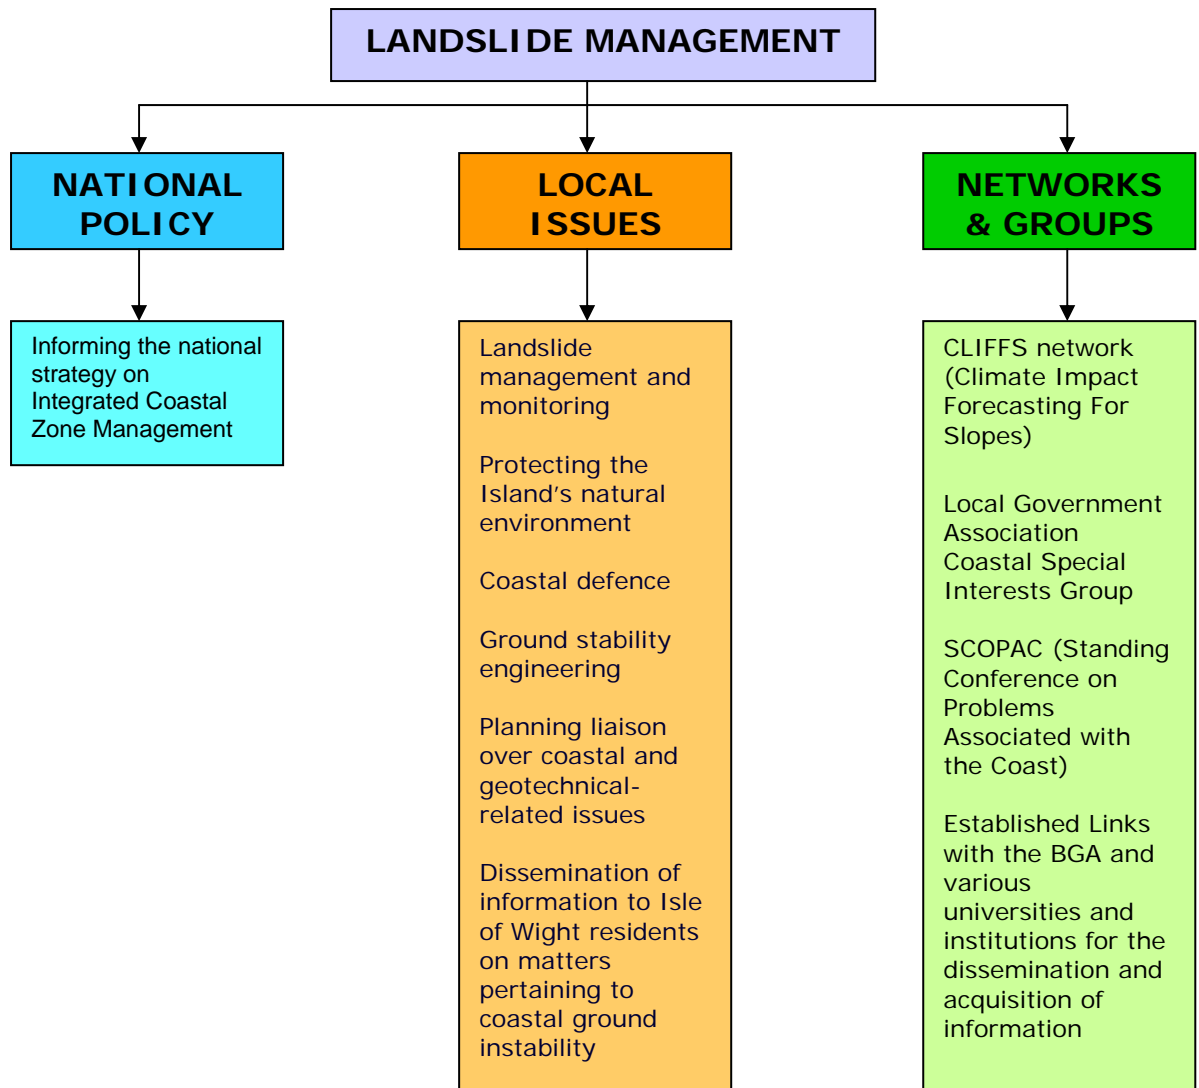 LANDSLIDE MANAGEMENT
NATIONAL
POLICY
Informing the national
strategy on
Integrated Coastal
Zone Management
LOCAL
ISSUES
Landslide
management and
monitoring
Protecting the
Island's natural
environment
Coastal defence
Ground stability
engineering
Planning liaison
over coastal and
geotechnical-
related issues
Dissemination of
information to Isle
of Wight residents
on matters
pertaining to
coastal ground
instability
NETWORKS
& GROUPS
CLIFFS network
(Climate Impact
Forecasting For
Slopes)
Local Government
Association
Coastal Special
Interests Group
SCOPAC (Standing
Conference on
Problems
Associated with
the Coast)
Established Links
with the BGA and
various
universities and
institutions for the
dissemination and
acquisition of
information